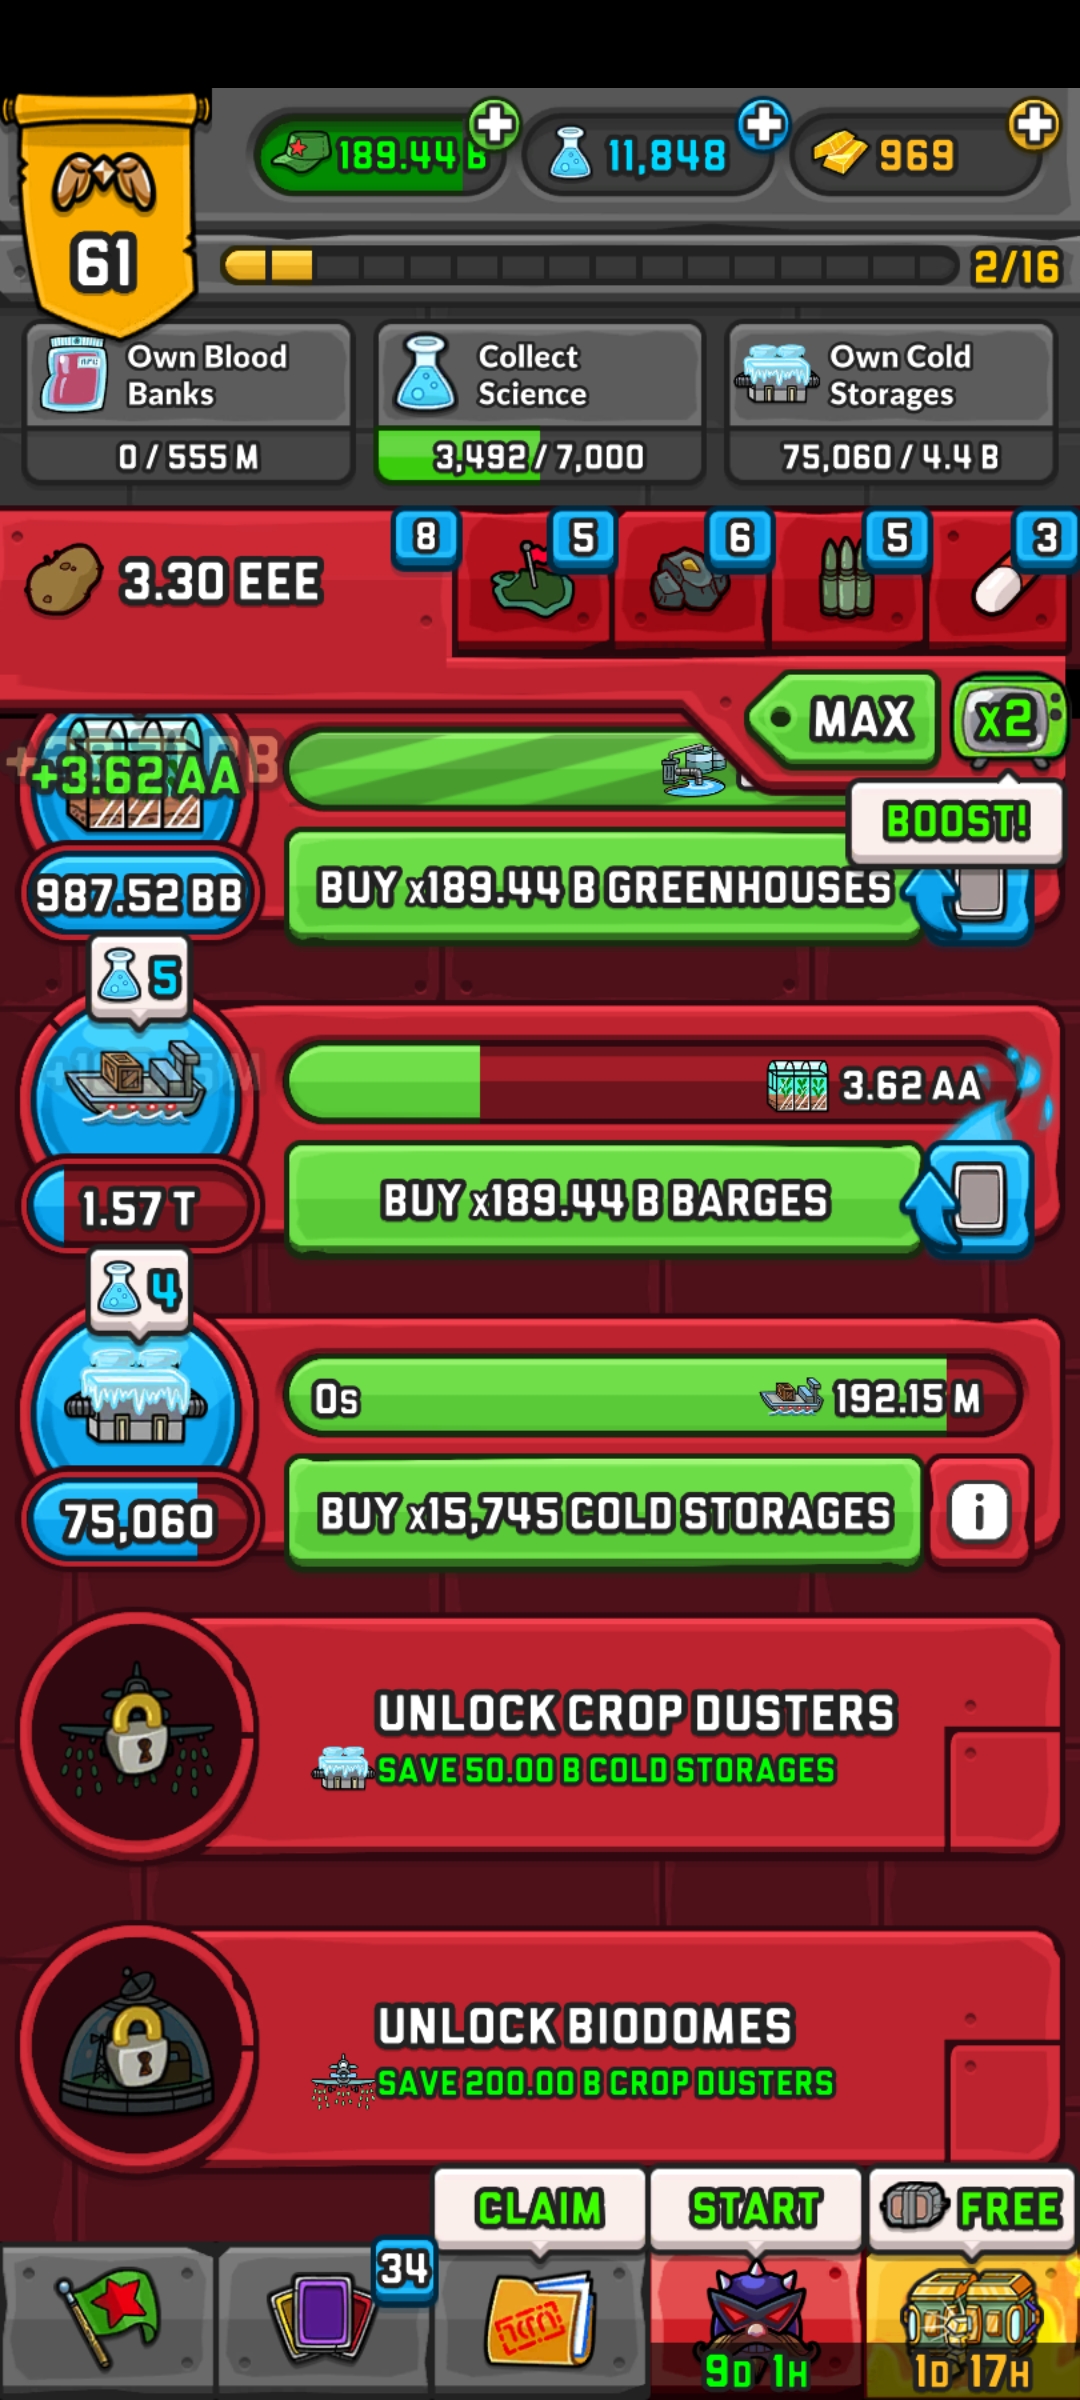 189.44 B
11,848
969
61
2/16
Own Blood
Banks
0 / 555 M
Collect
Science
3,492 / 7,000
Own Cold
Storages
75,060 / 4.4 B
3.30 EEE
8
5
6
5
3
MAX
x2
BOOST!
+3.62 AA
987.52 BB
BUY x189.44 B GREENHOUSES
5
3.62 AA
1.57 T
BUY x189.44 B BARGES
4
0s
192.15 M
75,060
BUY x15,745 COLD STORAGES
i
UNLOCK CROP DUSTERS
SAVE 50.00 B COLD STORAGES
UNLOCK BIODOMES
SAVE 200.00 B CROP DUSTERS
CLAIM
START
FREE
34
9D 1H
1D 17H